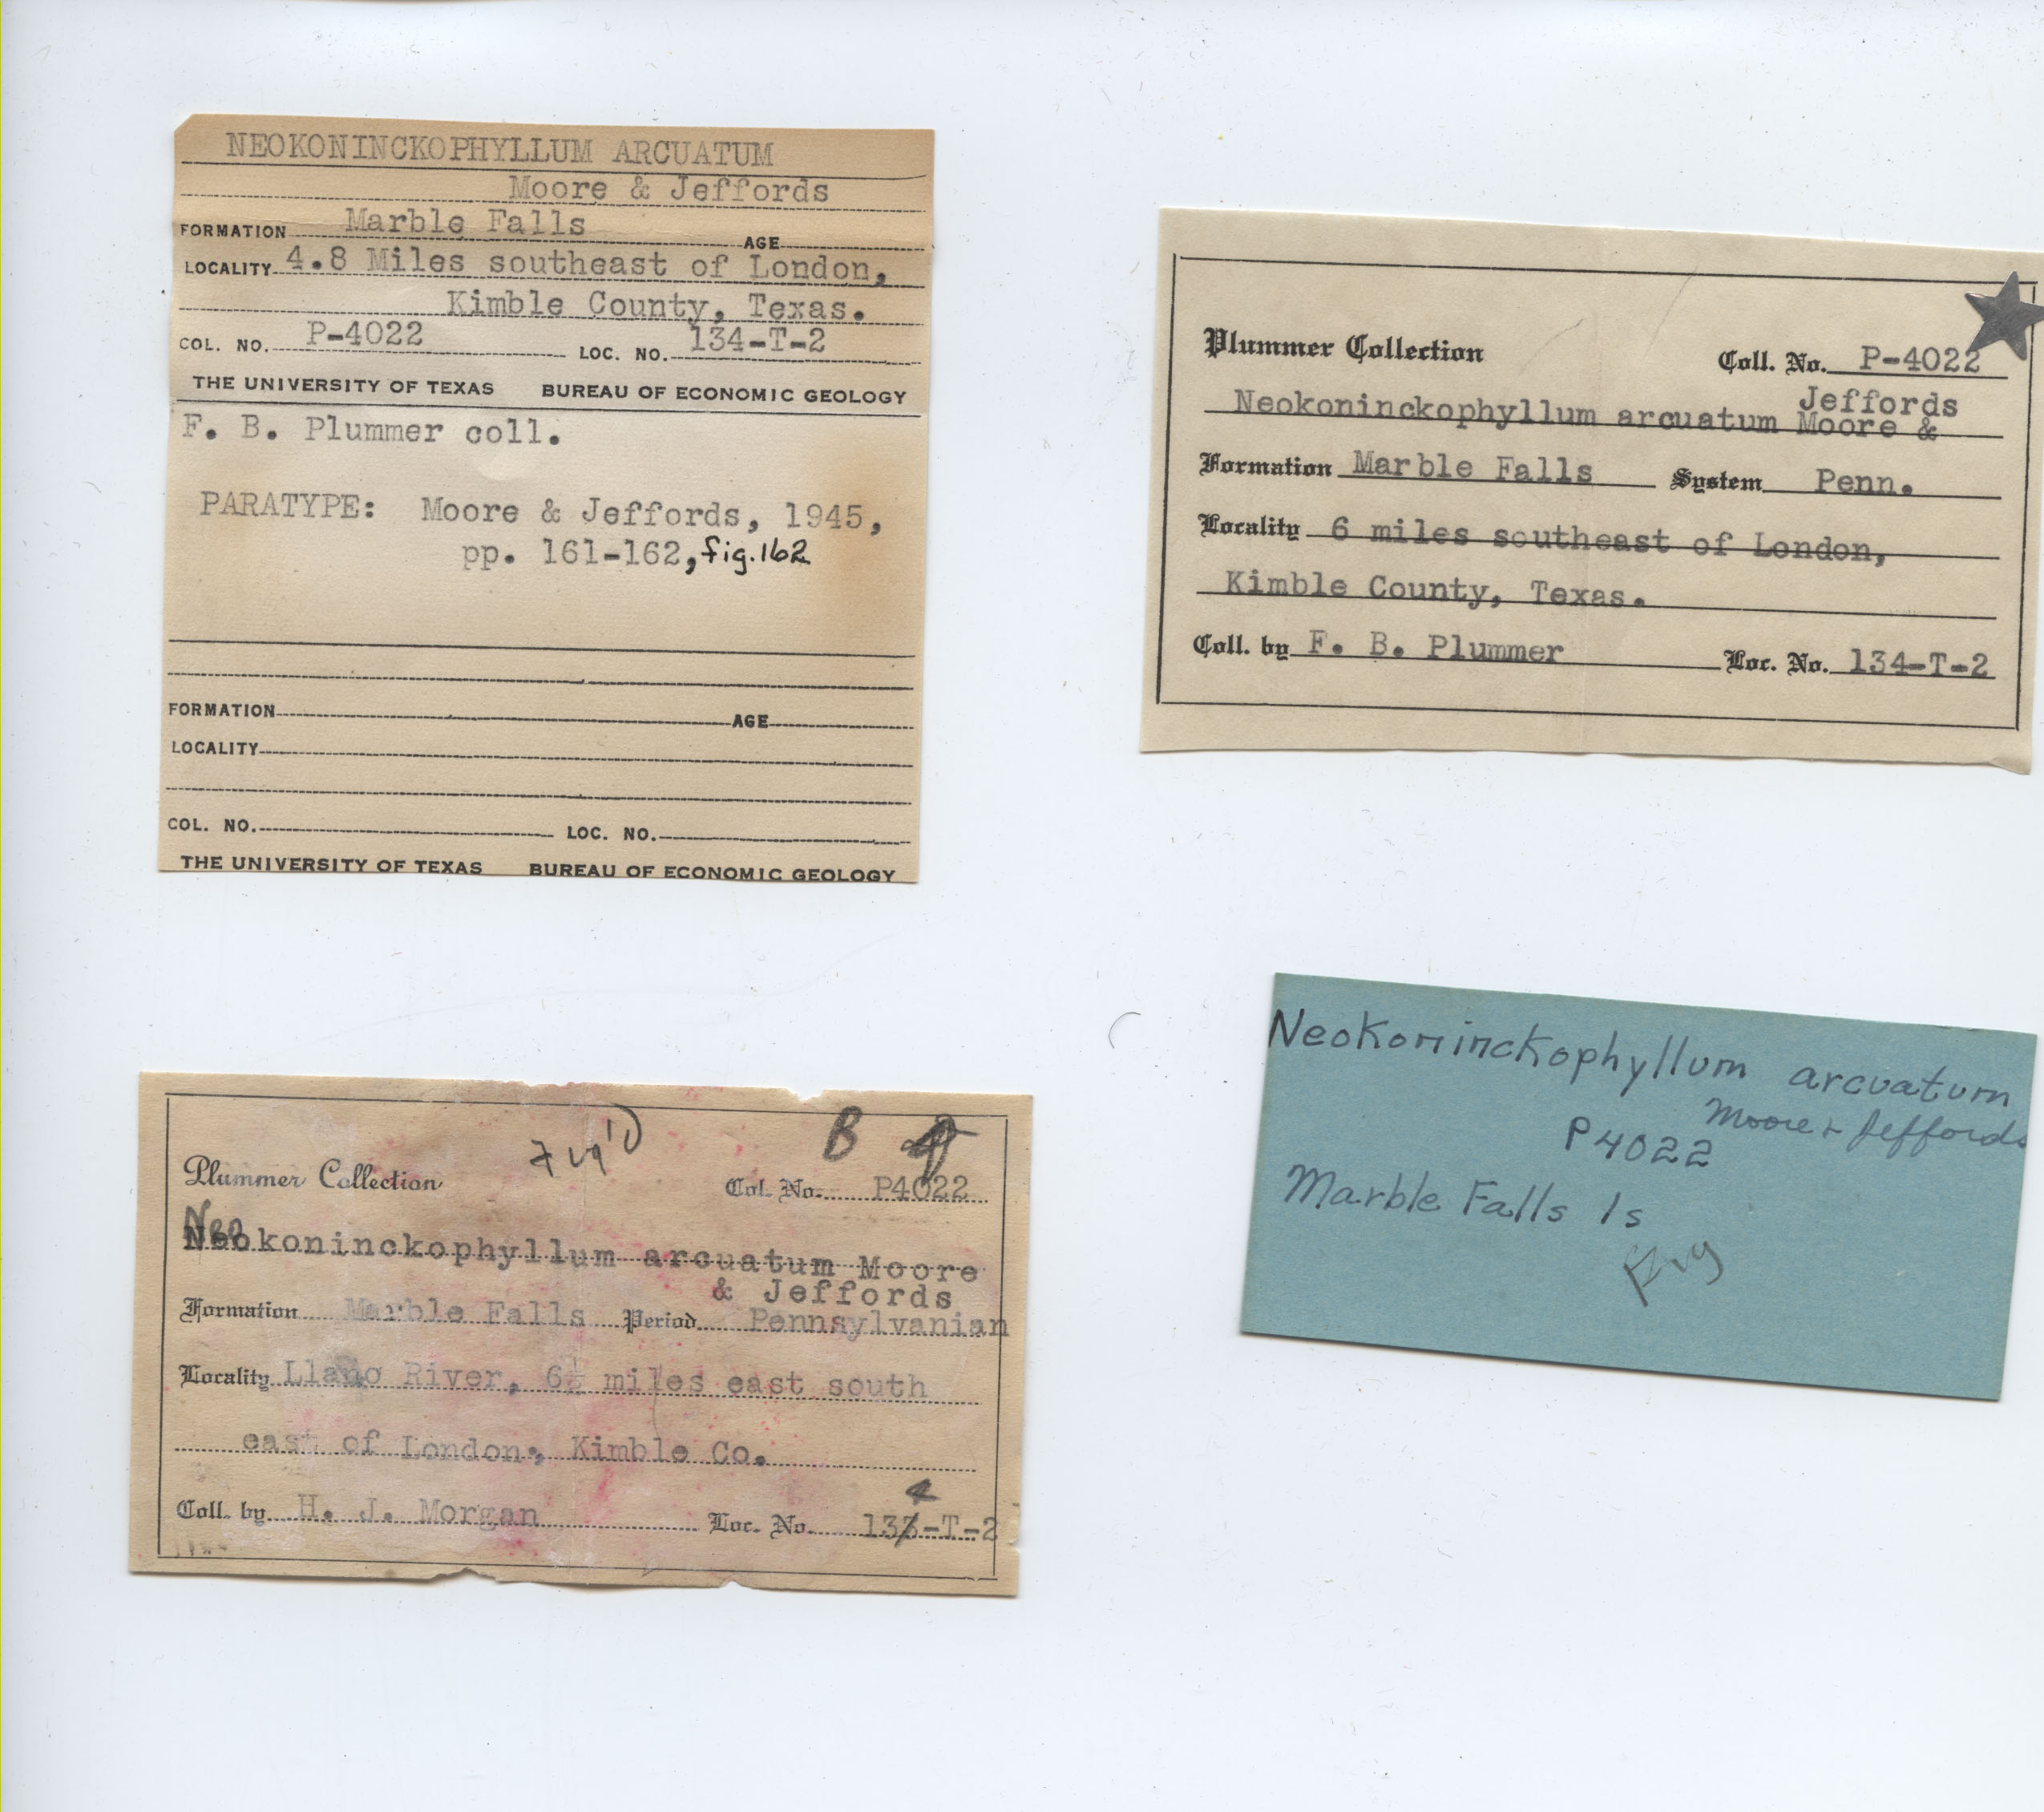 NEOKONINCKOPHYLLUM ARCUATUM
Moore & Jeffords
FORMATION Marble Falls AGE
LOCALITY 4.8 Miles southeast of London,
Kimble County, Texas.
COL. NO. P-4022 LOC. NO. 134-T-2
THE UNIVERSITY OF TEXAS BUREAU OF ECONOMIC GEOLOGY
F. B. Plummer coll.
PARATYPE: Moore & Jeffords, 1945,
pp. 161-162, fig. 162
FORMATION AGE
LOCALITY
COL. NO. LOC. NO.
THE UNIVERSITY OF TEXAS BUREAU OF ECONOMIC GEOLOGY
Plummer Collection Coll. No. P-4022
Jeffords
Neokoninckophyllum arcuatum Moore &
Formation Marble Falls System Penn.
Locality 6 miles southeast of London,
Kimble County, Texas.
Coll. by F. B. Plummer Loc. No. 134-T-2
Fig'D B
Plummer Collection Col. No. P4022
Neo
Neokoninckophyllum arcuatum Moore
& Jeffords
Formation Marble Falls Period Pennsylvanian
Locality Llano River, 6½ miles east south
east of London, Kimble Co.
4
Coll. by H. J. Morgan Loc. No. 133-T-2
Neokoninckophyllum arcuatum
Moore & Jeffords
P4022
Marble Falls ls
Fig